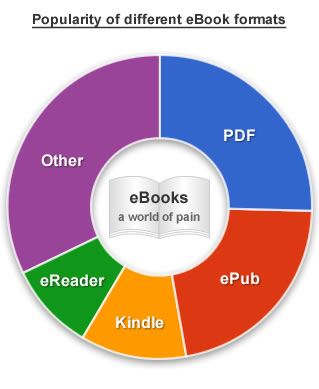 Popularity of different eBook formats
PDF
Other
eBooks
a world of pain
ePub
eReader
Kindle